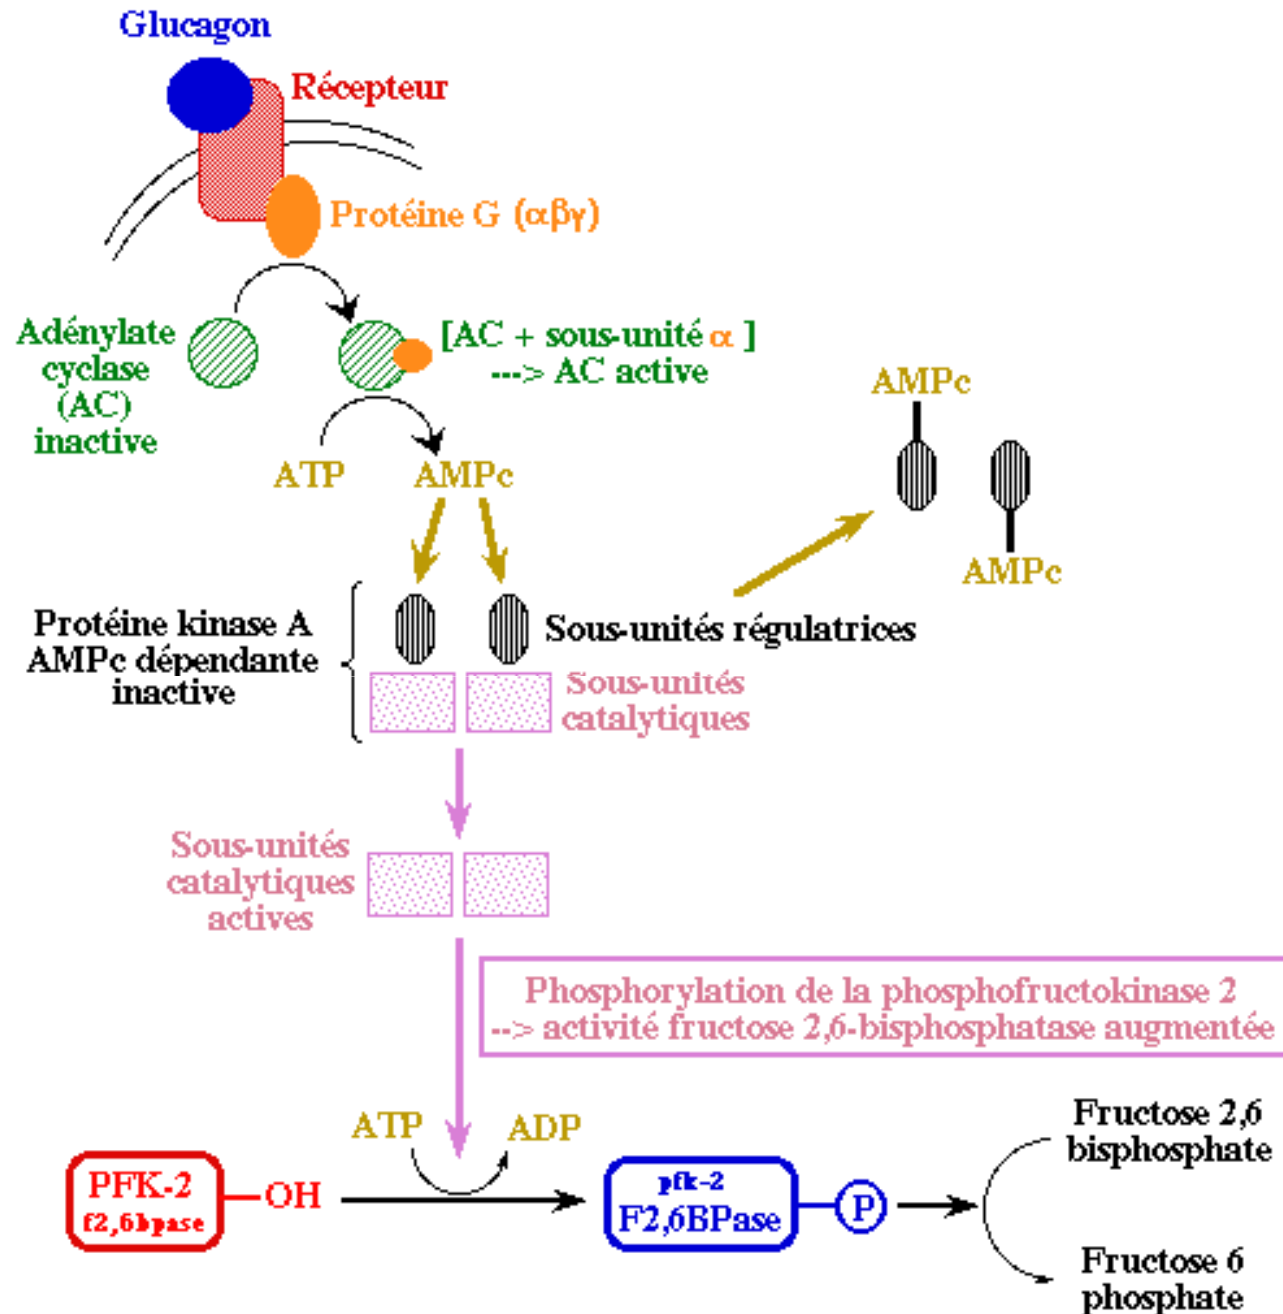 Glucagon
Récepteur
Protéine G (αβγ)
Adénylate
cyclase
(AC)
inactive
[AC + sous-unité α ]
---> AC active
ATP
AMPc
AMPc
AMPc
Protéine kinase A
AMPc dépendante
inactive
Sous-unités régulatrices
Sous-unités
catalytiques
Sous-unités
catalytiques
actives
Phosphorylation de la phosphofructokinase 2
--> activité fructose 2,6-bisphosphatase augmentée
ATP
ADP
PFK-2
f2,6bpase
OH
pfk-2
F2,6BPase
P
Fructose 2,6
bisphosphate
Fructose 6
phosphate